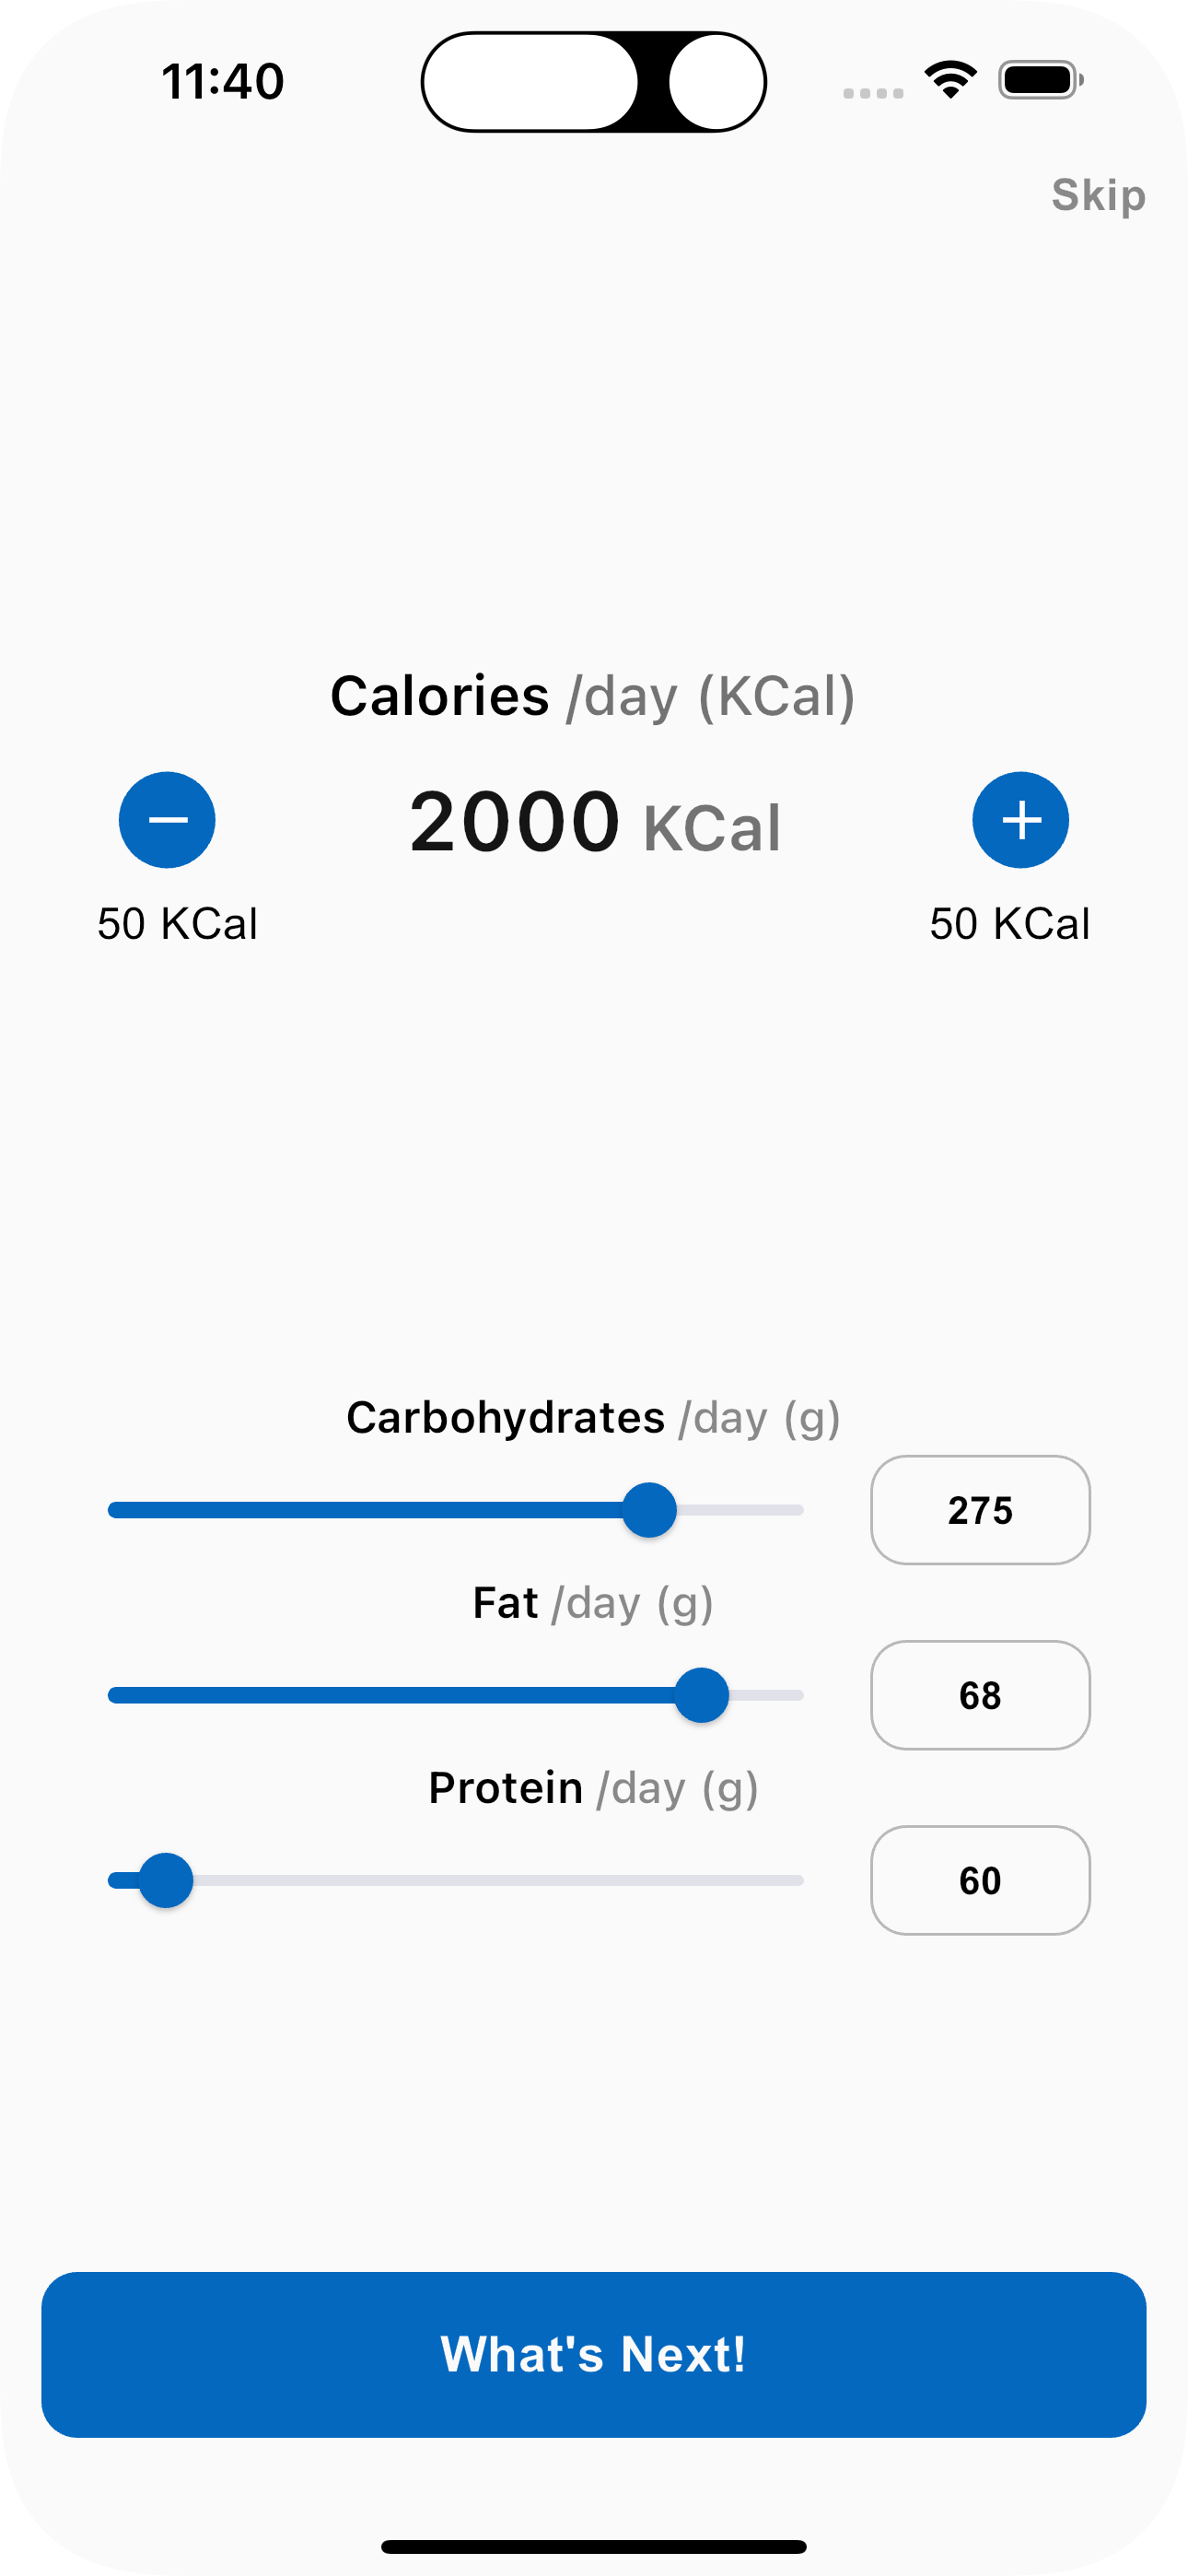 11:40
Skip
Calories /day (KCal)
2000 KCal
50 KCal 50 KCal
Carbohydrates /day (g)
275
Fat /day (g)
68
Protein /day (g)
60
What's Next!